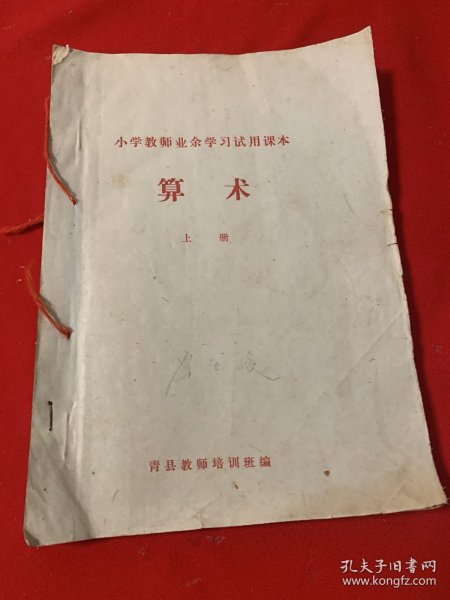 小学教师业余学习试用课本
算术
上册
青县教师培训班编
孔夫子旧书网
www.kongfz.com